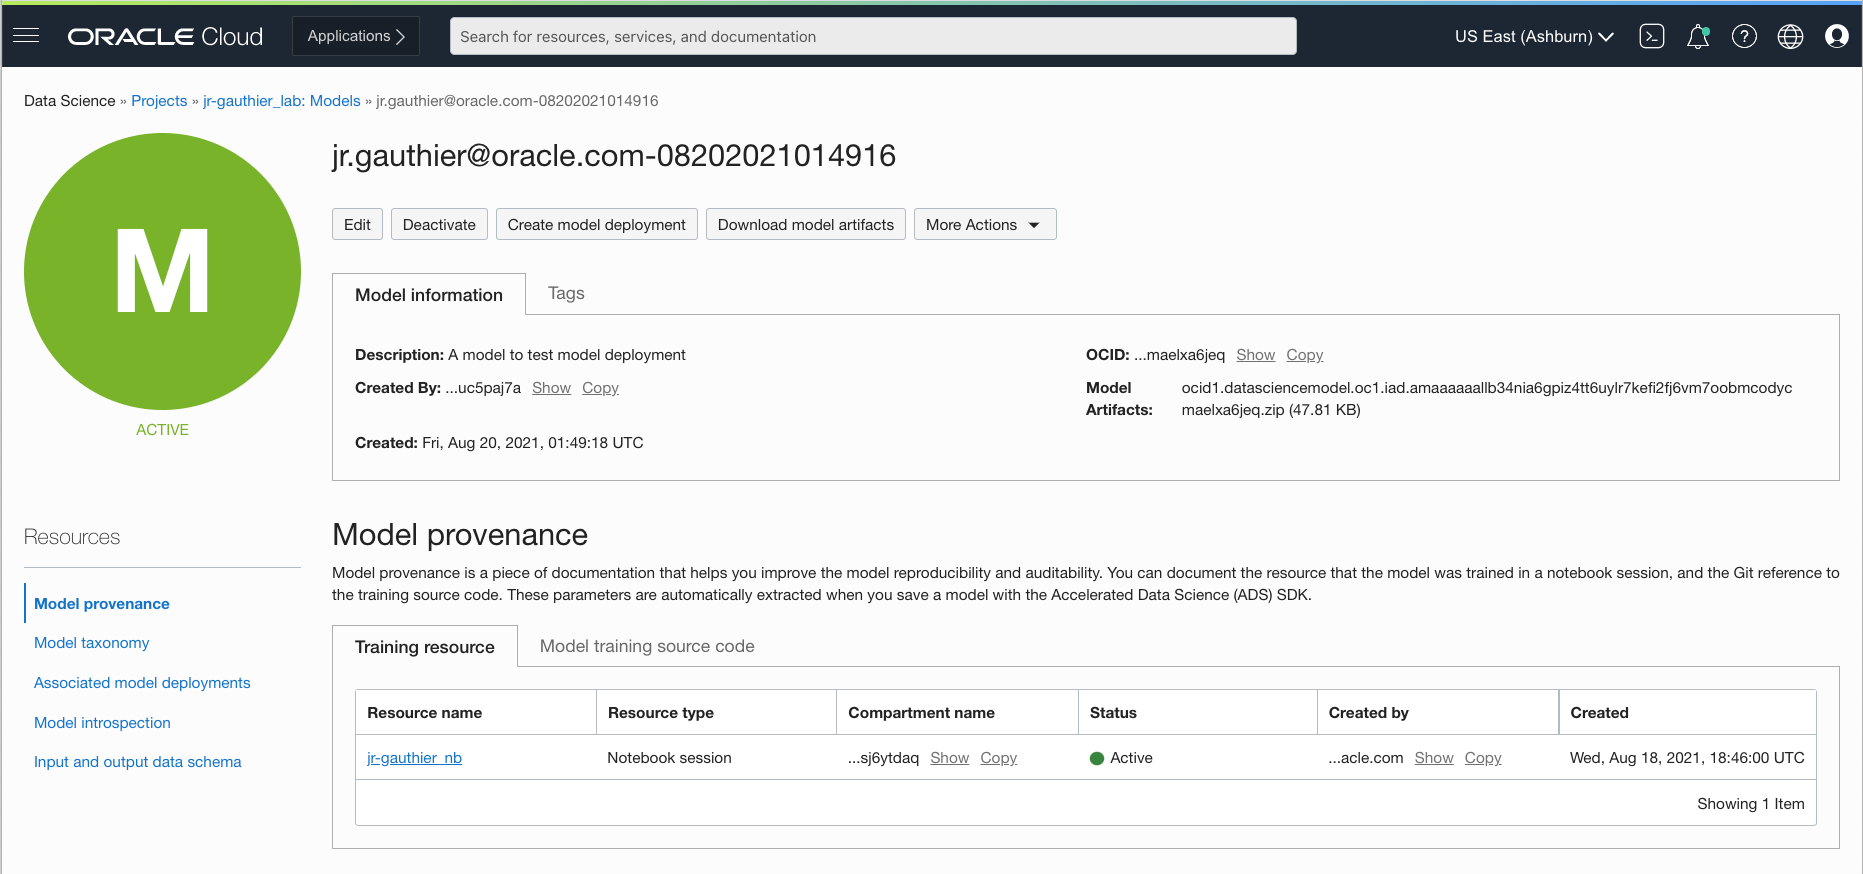 ORACLE Cloud
Applications
Search for resources, services, and documentation
US East (Ashburn)
Data Science » Projects » jr-gauthier_lab: Models » jr.gauthier@oracle.com-08202021014916
M
ACTIVE
jr.gauthier@oracle.com-08202021014916
Edit
Deactivate
Create model deployment
Download model artifacts
More Actions
Model information
Tags
Description: A model to test model deployment
Created By: ...uc5paj7a Show Copy
Created: Fri, Aug 20, 2021, 01:49:18 UTC
OCID: ...maelxa6jeq Show Copy
Model Artifacts: ocid1.datasciencemodel.oc1.iad.amaaaaaallb34nia6gpiz4tt6uylr7kefi2fj6vm7oobmcodyc
maelxa6jeq.zip (47.81 KB)
Resources
Model provenance
Model taxonomy
Associated model deployments
Model introspection
Input and output data schema
Model provenance
Model provenance is a piece of documentation that helps you improve the model reproducibility and auditability. You can document the resource that the model was trained in a notebook session, and the Git reference to
the training source code. These parameters are automatically extracted when you save a model with the Accelerated Data Science (ADS) SDK.
Training resource
Model training source code
Resource name Resource type Compartment name Status Created by Created
jr-gauthier_nb Notebook session ...sj6ytdaq Show Copy Active ...acle.com Show Copy Wed, Aug 18, 2021, 18:46:00 UTC
Showing 1 Item